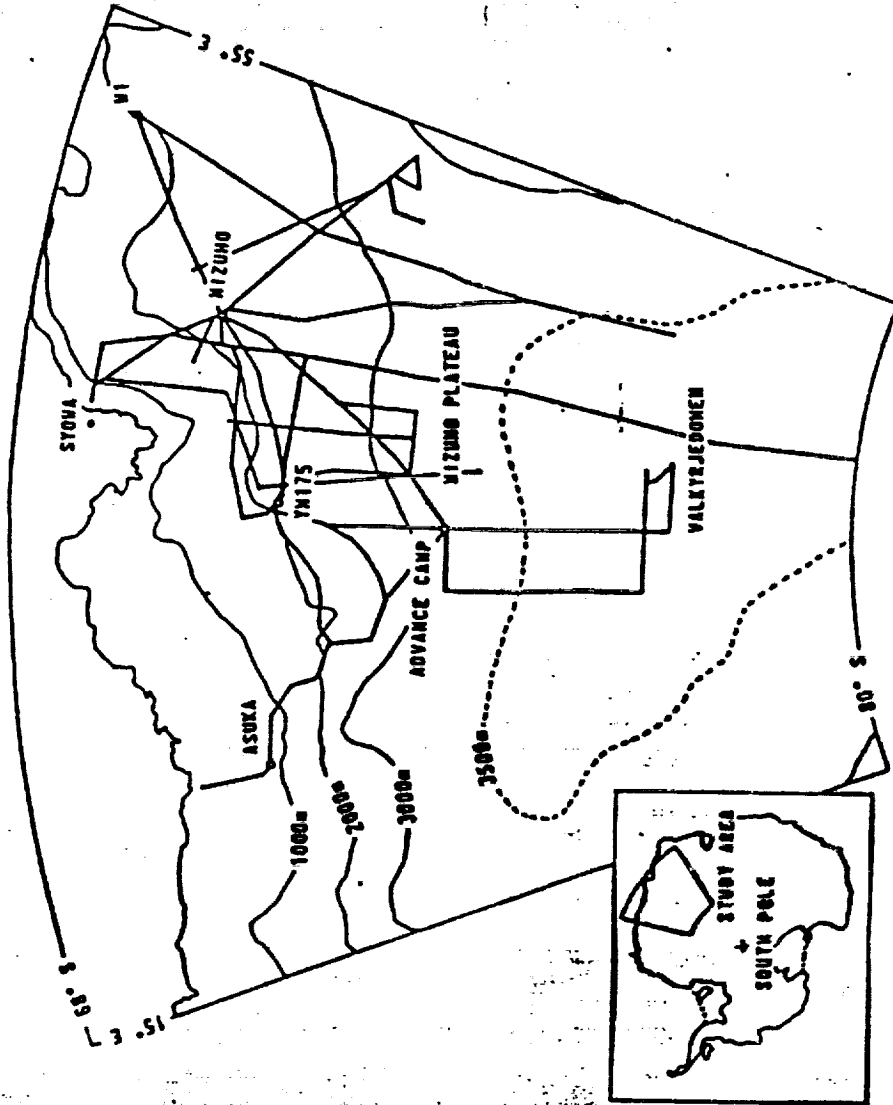 68° S
15° E
55° E
SYOWA
MIZUHO
ASUKA
YM175
ADVANCE CAMP
MIZUHO PLATEAU
VALKYRJEDOMEN
1000m
2000m
3000m
3500m
80° S
STUDY AREA
+
SOUTH POLE